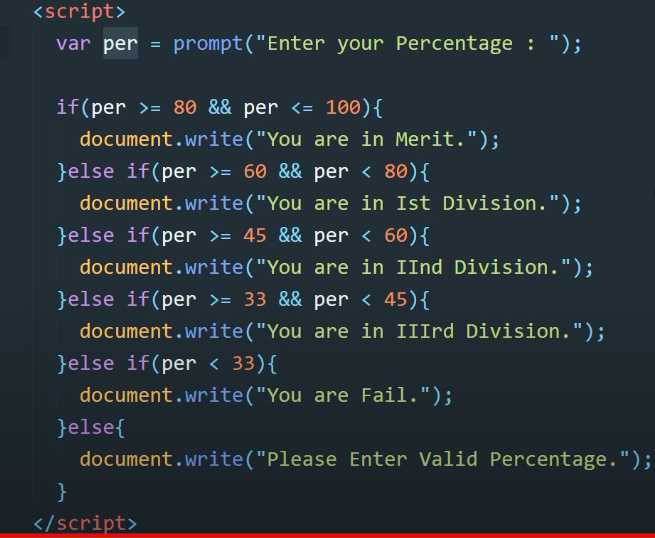 <script>
var per = prompt("Enter your Percentage : ");
if(per >= 80 && per <= 100){
document.write("You are in Merit.");
}else if(per >= 60 && per < 80){
document.write("You are in Ist Division.");
}else if(per >= 45 && per < 60){
document.write("You are in IInd Division.");
}else if(per >= 33 && per < 45){
document.write("You are in IIIrd Division.");
}else if(per < 33){
document.write("You are Fail.");
}else{
document.write("Please Enter Valid Percentage.");
}
</script>